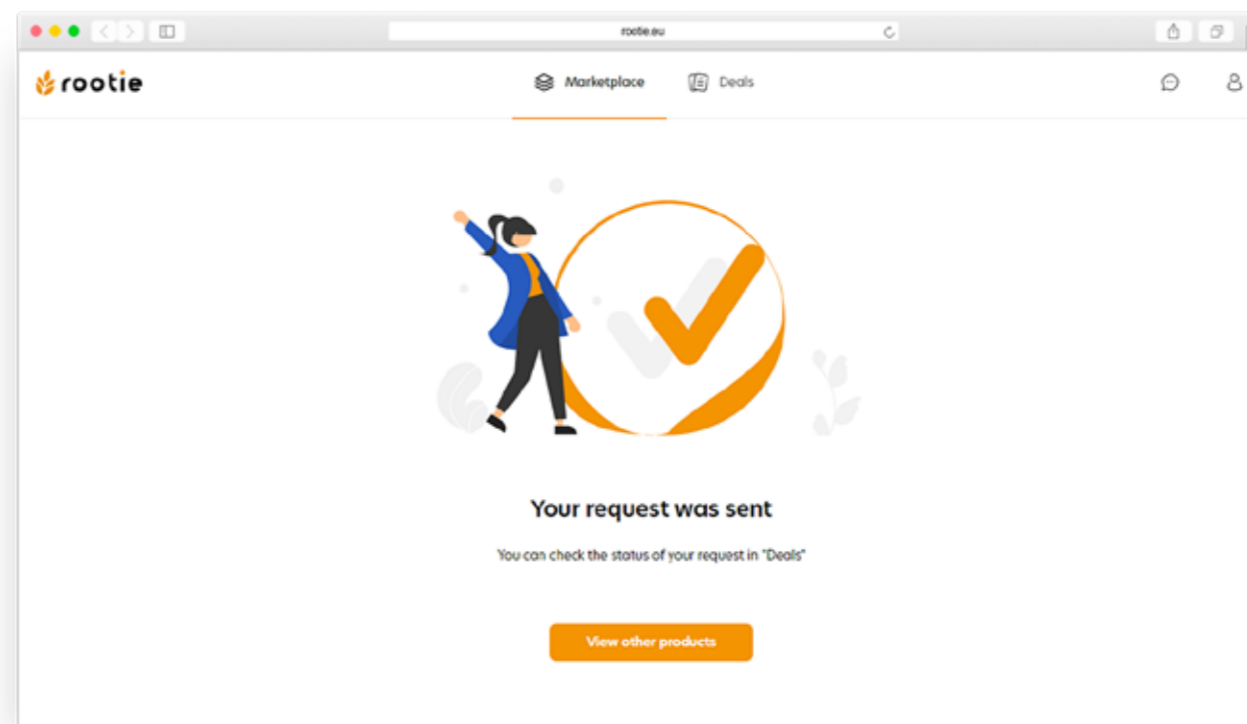 rootie.eu
rootie
Marketplace
Deals
Your request was sent
You can check the status of your request in "Deals"
View other products